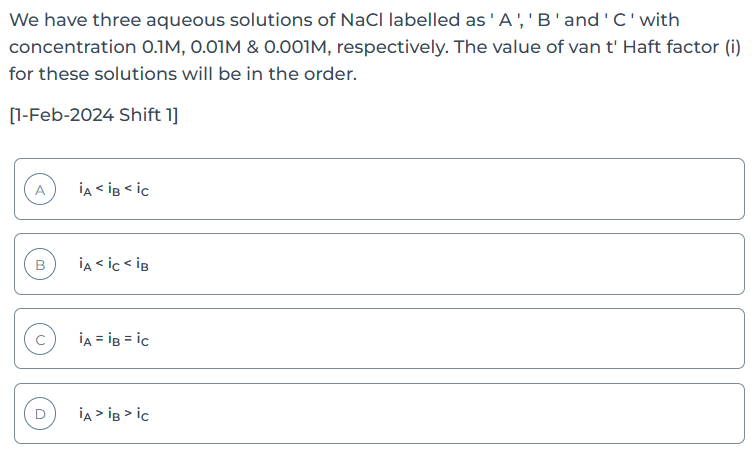 We have three aqueous solutions of NaCl labelled as ' A ', ' B ' and ' C ' with
concentration 0.1M, 0.01M & 0.001M, respectively. The value of van t' Haft factor (i)
for these solutions will be in the order.
[1-Feb-2024 Shift 1]
A i_A < i_B < i_C
B i_A < i_C < i_B
C i_A = i_B = i_C
D i_A > i_B > i_C